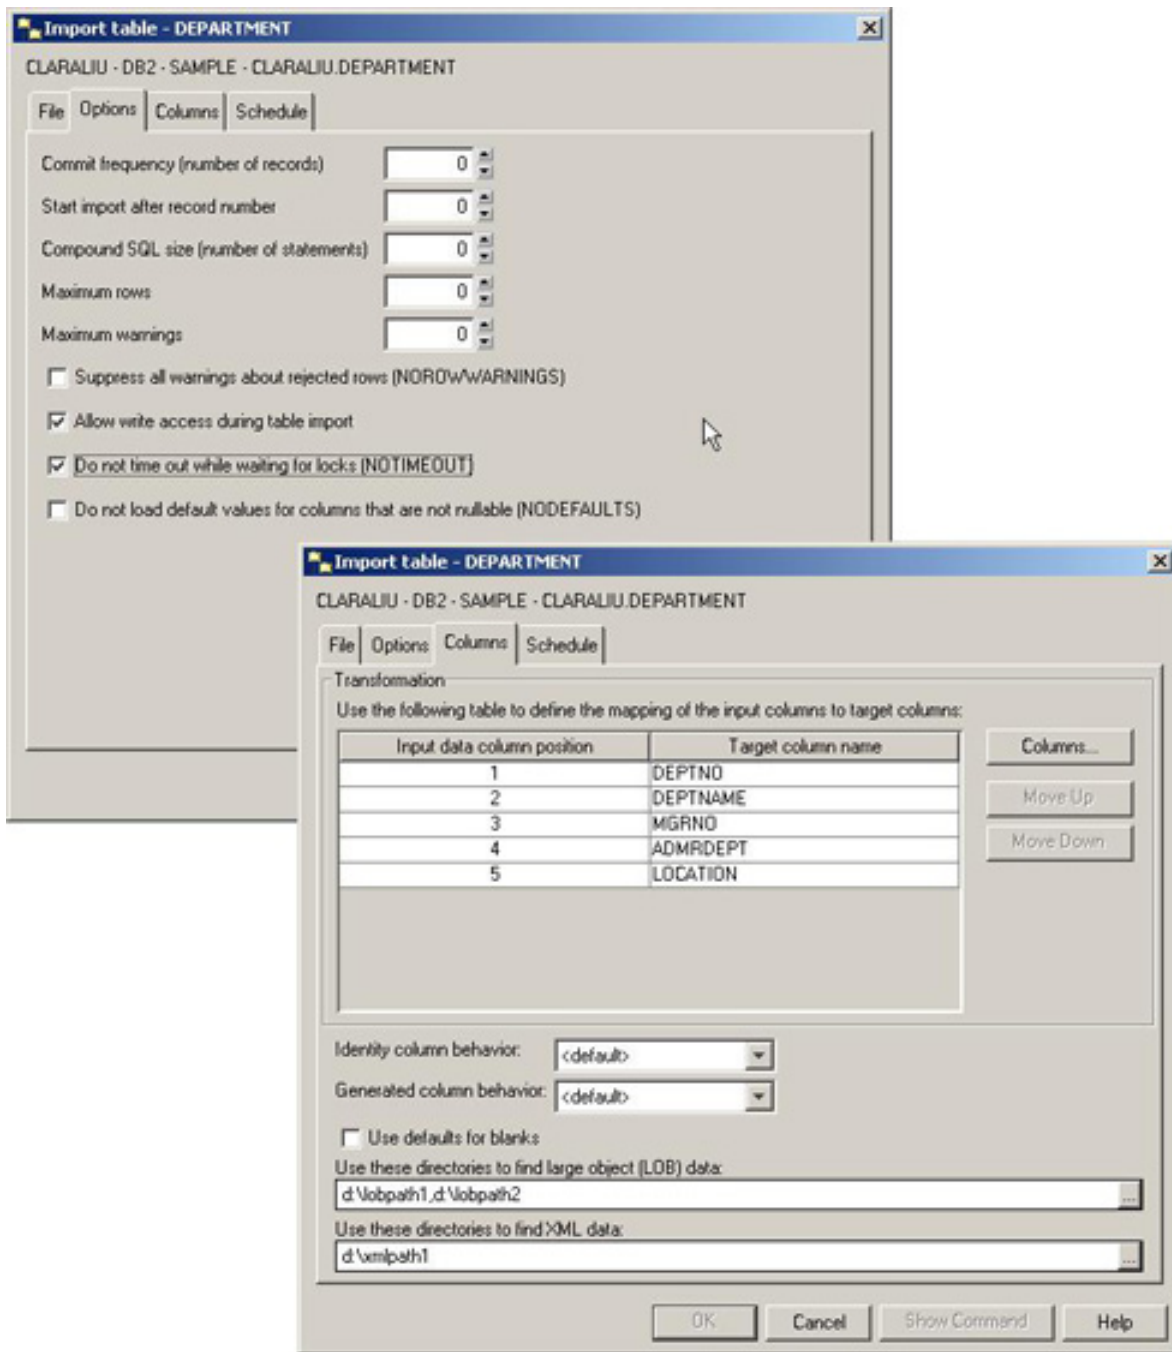 Import table - DEPARTMENT
CLARALIU - DB2 - SAMPLE - CLARALIU.DEPARTMENT
File Options Columns Schedule
Commit frequency (number of records) 0
Start import after record number 0
Compound SQL size (number of statements) 0
Maximum rows 0
Maximum warnings 0
Suppress all warnings about rejected rows (NOROWWARNINGS)
Allow write access during table import
Do not time out while waiting for locks (NOTIMEOUT)
Do not load default values for columns that are not nullable (NODEFAULTS)
Import table - DEPARTMENT
CLARALIU - DB2 - SAMPLE - CLARALIU.DEPARTMENT
File Options Columns Schedule
Transformation
Use the following table to define the mapping of the input columns to target columns:
Input data column position Target column name Columns...
1 DEPTNO
2 DEPTNAME Move Up
3 MGRNO
4 ADMRDEPT Move Down
5 LOCATION
Identity column behavior: <default>
Generated column behavior: <default>
Use defaults for blanks
Use these directories to find large object (LOB) data:
d:\lobpath1,d:\lobpath2 ...
Use these directories to find XML data:
d:\xmlpath1 ...
OK Cancel Show Command Help